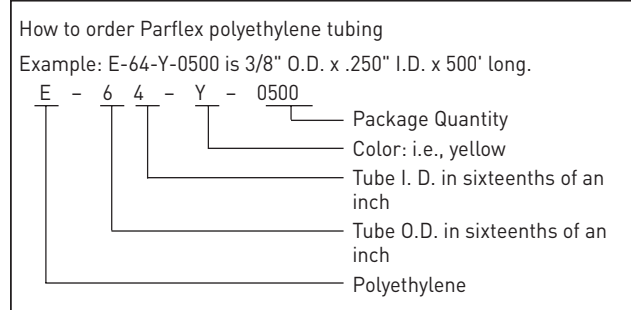 How to order Parflex polyethylene tubing
Example: E-64-Y-0500 is 3/8" O.D. x .250" I.D. x 500' long.
E – 6 4 – Y – 0500
Package Quantity
Color: i.e., yellow
Tube I. D. in sixteenths of an
inch
Tube O.D. in sixteenths of an
inch
Polyethylene